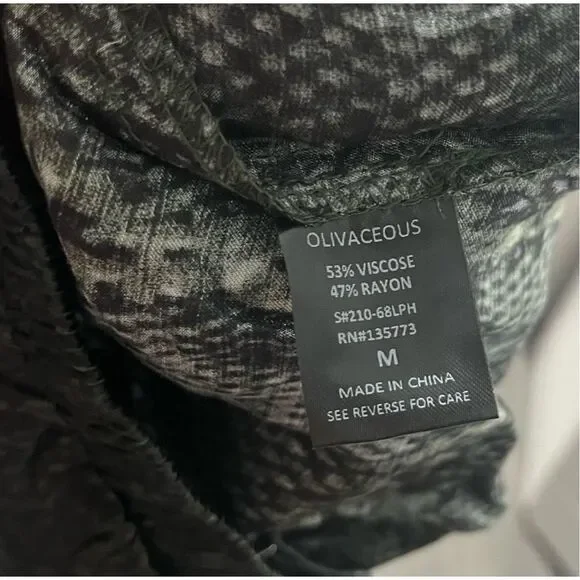 OLIVACEOUS
53% VISCOSE
47% RAYON
S#210-68LPH
RN#135773
M
MADE IN CHINA
SEE REVERSE FOR CARE